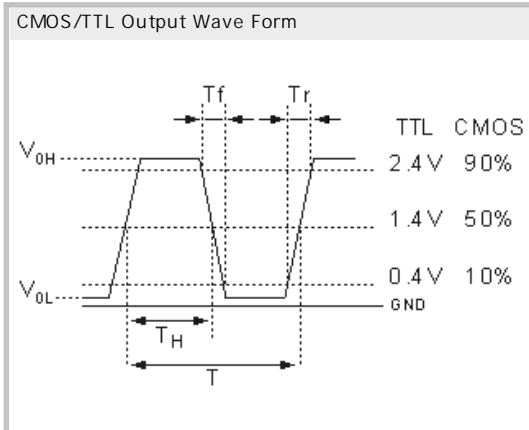 CMOS/TTL Output Wave Form
Tf Tr
TTL CMOS
V0H 2.4V 90%
1.4V 50%
0.4V 10%
V0L GND
TH
T